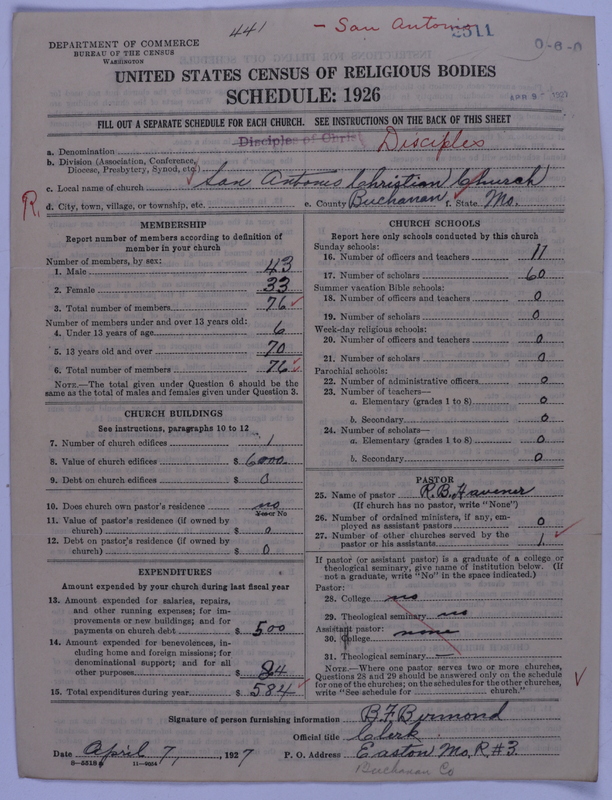 441 - San Antonio 2511 0-8-0
DEPARTMENT OF COMMERCE
BUREAU OF THE CENSUS
WASHINGTON
APR 9
UNITED STATES CENSUS OF RELIGIOUS BODIES
SCHEDULE: 1926
FILL OUT A SEPARATE SCHEDULE FOR EACH CHURCH. SEE INSTRUCTIONS ON THE BACK OF THIS SHEET
Disciples of Christ
a. Denomination Disciples
b. Division (Association, Conference,
Diocese, Presbytery, Synod, etc.)
c. Local name of church San Antonio Christian Church
R. d. City, town, village, or township, etc. e. County Buchanan f. State Mo.
MEMBERSHIP
Report number of members according to definition of
member in your church
Number of members, by sex:
1. Male 43
2. Female 33
3. Total number of members 76
Number of members under and over 13 years old:
4. Under 13 years of age 6
5. 13 years old and over 70
6. Total number of members 76
NOTE.—The total given under Question 6 should be the
same as the total of males and females given under Question 3.
CHURCH BUILDINGS
See instructions, paragraphs 10 to 12
7. Number of church edifices 1
8. Value of church edifices $ 6000
9. Debt on church edifices $ 0
10. Does church own pastor's residence no
Yes or No
11. Value of pastor's residence (if owned by
church) $ 0
12. Debt on pastor's residence (if owned by
church) $ 0
EXPENDITURES
Amount expended by your church during last fiscal year
13. Amount expended for salaries, repairs,
and other running expenses; for im-
provements or new buildings; and for
payments on church debt $ 500
14. Amount expended for benevolences, in-
cluding home and foreign missions; for
denominational support; and for all
other purposes $ 84
15. Total expenditures during year $ 584
CHURCH SCHOOLS
Report here only schools conducted by this church
Sunday schools:
16. Number of officers and teachers 11
17. Number of scholars 60
Summer vacation Bible schools:
18. Number of officers and teachers 0
19. Number of scholars 0
Week-day religious schools:
20. Number of officers and teachers 0
21. Number of scholars 0
Parochial schools:
22. Number of administrative officers 0
23. Number of teachers—
a. Elementary (grades 1 to 8) 0
b. Secondary 0
24. Number of scholars—
a. Elementary (grades 1 to 8) 0
b. Secondary 0
PASTOR
25. Name of pastor R. B. Havener
(If church has no pastor, write "None")
26. Number of ordained ministers, if any, em-
ployed as assistant pastors 0
27. Number of other churches served by the
pastor or his assistants 1
If pastor (or assistant pastor) is a graduate of a college or
theological seminary, give name of institution below. (If
not a graduate, write "No" in the space indicated.)
Pastor:
28. College no
29. Theological seminary no
Assistant pastor:
30. College none
31. Theological seminary —
NOTE.—Where one pastor serves two or more churches,
Questions 28 and 29 should be answered only on the schedule
for one of the churches; on the schedules for the other churches,
write "See schedule for church."
Signature of person furnishing information B. F. Bermond
Official title Clerk
Date April 7, 1927 P. O. Address Easton Mo, R #3
8-5518 11-9054 Buchanan Co